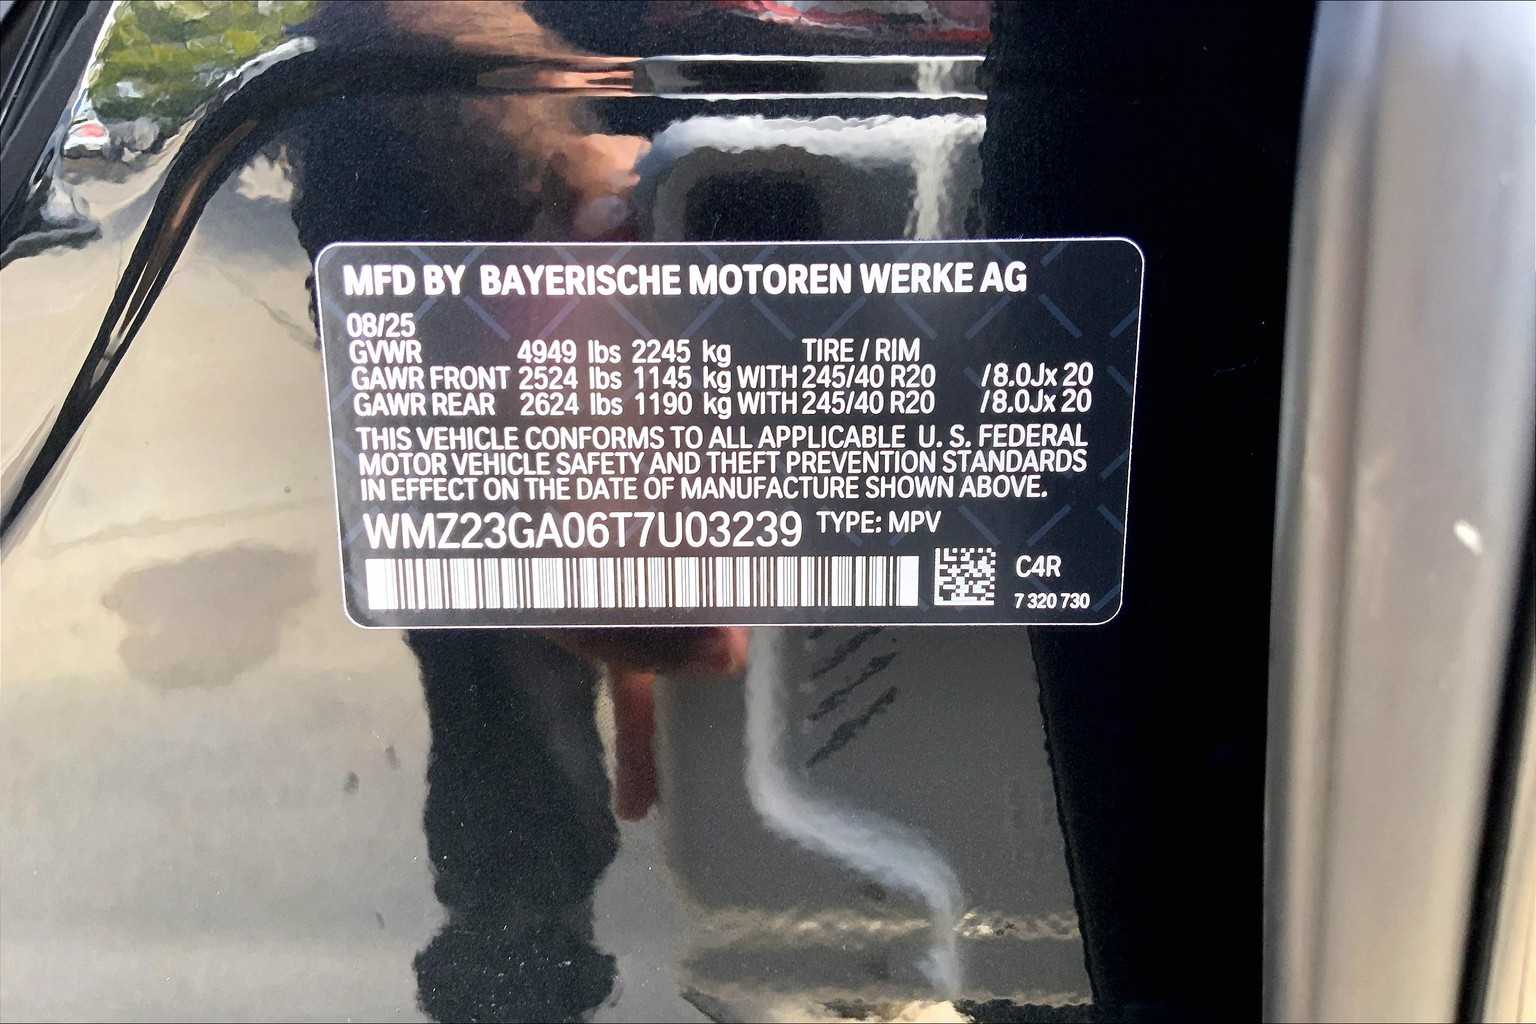 MFD BY BAYERISCHE MOTOREN WERKE AG
08/25
GVWR 4949 lbs 2245 kg TIRE / RIM
GAWR FRONT 2524 lbs 1145 kg WITH 245/40 R20 /8.0Jx 20
GAWR REAR 2624 lbs 1190 kg WITH 245/40 R20 /8.0Jx 20
THIS VEHICLE CONFORMS TO ALL APPLICABLE U. S. FEDERAL
MOTOR VEHICLE SAFETY AND THEFT PREVENTION STANDARDS
IN EFFECT ON THE DATE OF MANUFACTURE SHOWN ABOVE.
WMZ23GA06T7U03239 TYPE: MPV
C4R
7 320 730